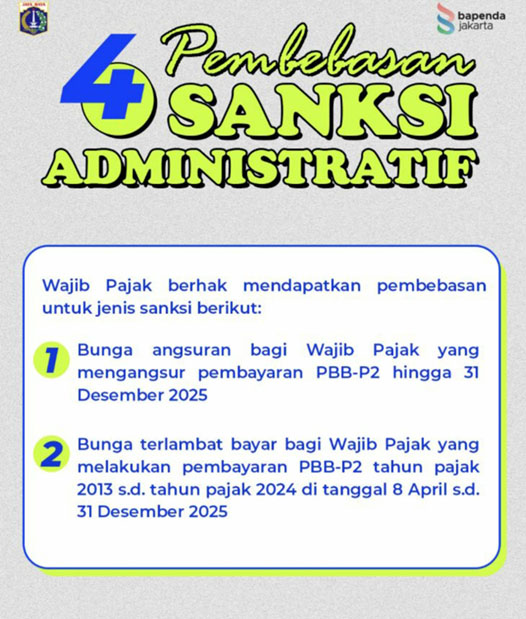 JAYA RAYA
bapenda
jakarta
4 Pembebasan
SANKSI
ADMINISTRATIF
Wajib Pajak berhak mendapatkan pembebasan
untuk jenis sanksi berikut:
1 Bunga angsuran bagi Wajib Pajak yang
mengangsur pembayaran PBB-P2 hingga 31
Desember 2025
2 Bunga terlambat bayar bagi Wajib Pajak yang
melakukan pembayaran PBB-P2 tahun pajak
2013 s.d. tahun pajak 2024 di tanggal 8 April s.d.
31 Desember 2025